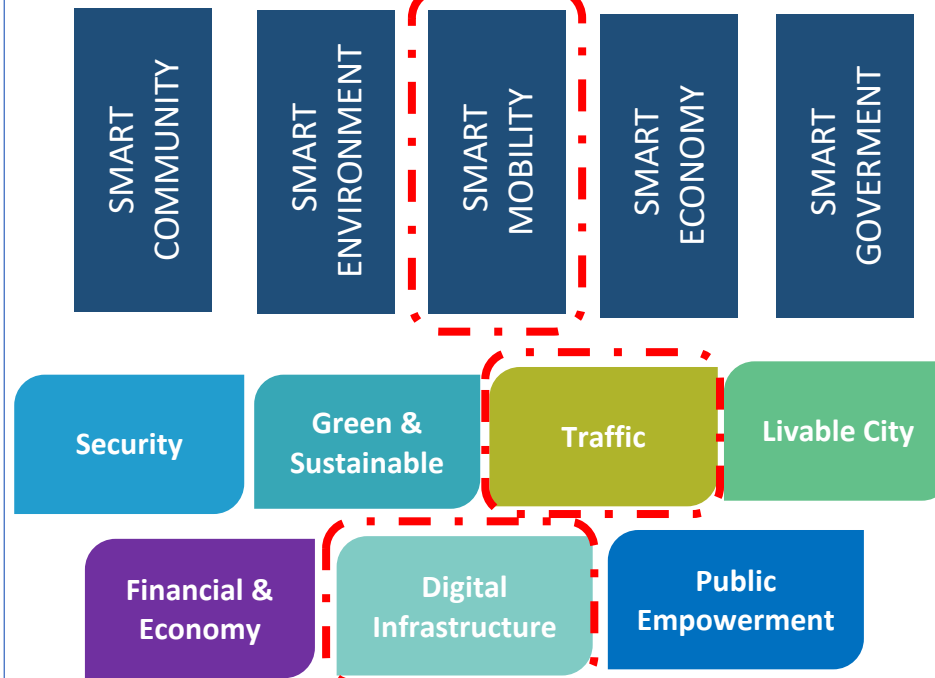 SMART
COMMUNITY
SMART
ENVIRONMENT
SMART
MOBILITY
SMART
ECONOMY
SMART
GOVERMENT
Security
Green &
Sustainable
Traffic
Livable City
Financial &
Economy
Digital
Infrastructure
Public
Empowerment